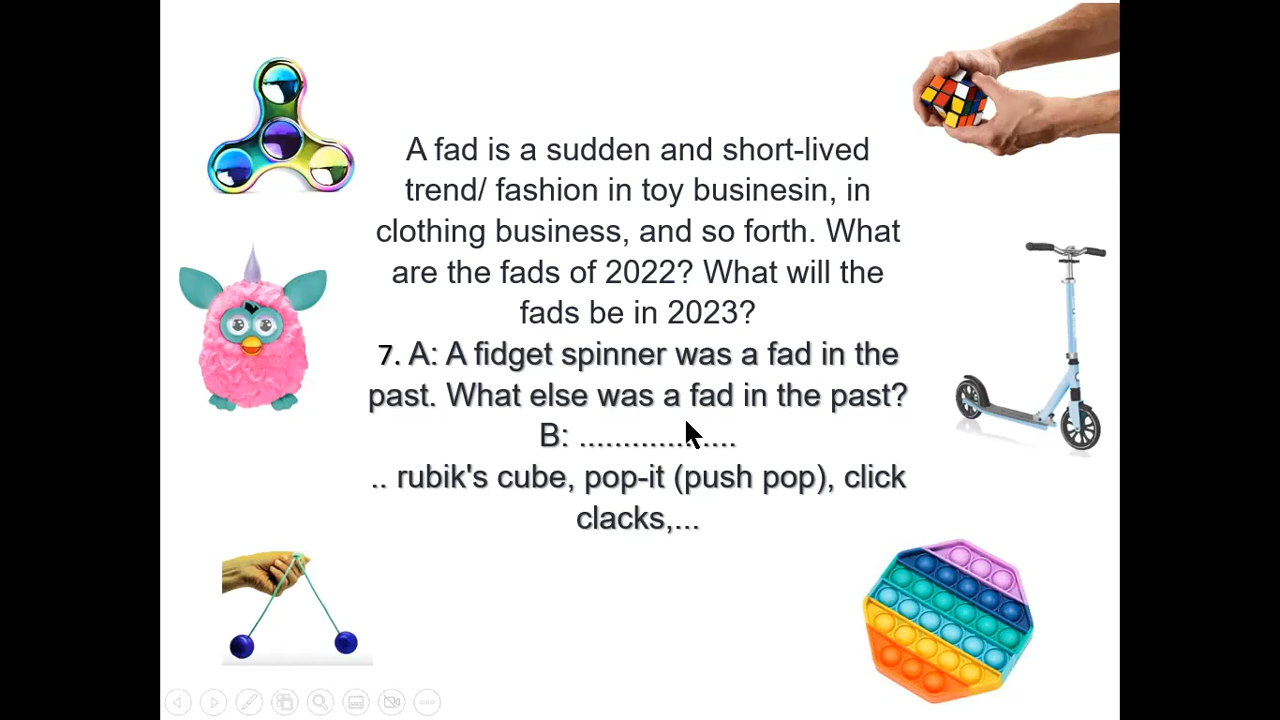 A fad is a sudden and short-lived
trend/ fashion in toy businesin, in
clothing business, and so forth. What
are the fads of 2022? What will the
fads be in 2023?
7. A: A fidget spinner was a fad in the
past. What else was a fad in the past?
B: ..................
.. rubik's cube, pop-it (push pop), click
clacks,...